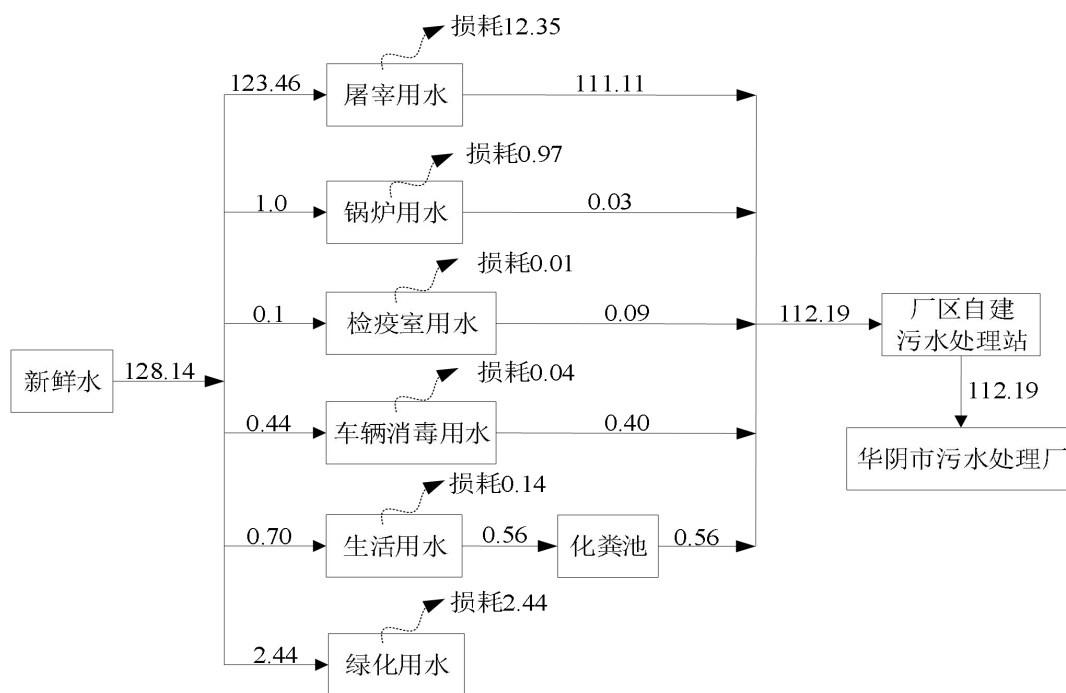 损耗12.35
123.46
屠宰用水
111.11
损耗0.97
1.0
锅炉用水
0.03
损耗0.01
0.1
检疫室用水
0.09
112.19
厂区自建
污水处理站
新鲜水
128.14
损耗0.04
0.44
车辆消毒用水
0.40
112.19
华阴市污水处理厂
损耗0.14
0.70
生活用水
0.56
化粪池
0.56
损耗2.44
2.44
绿化用水